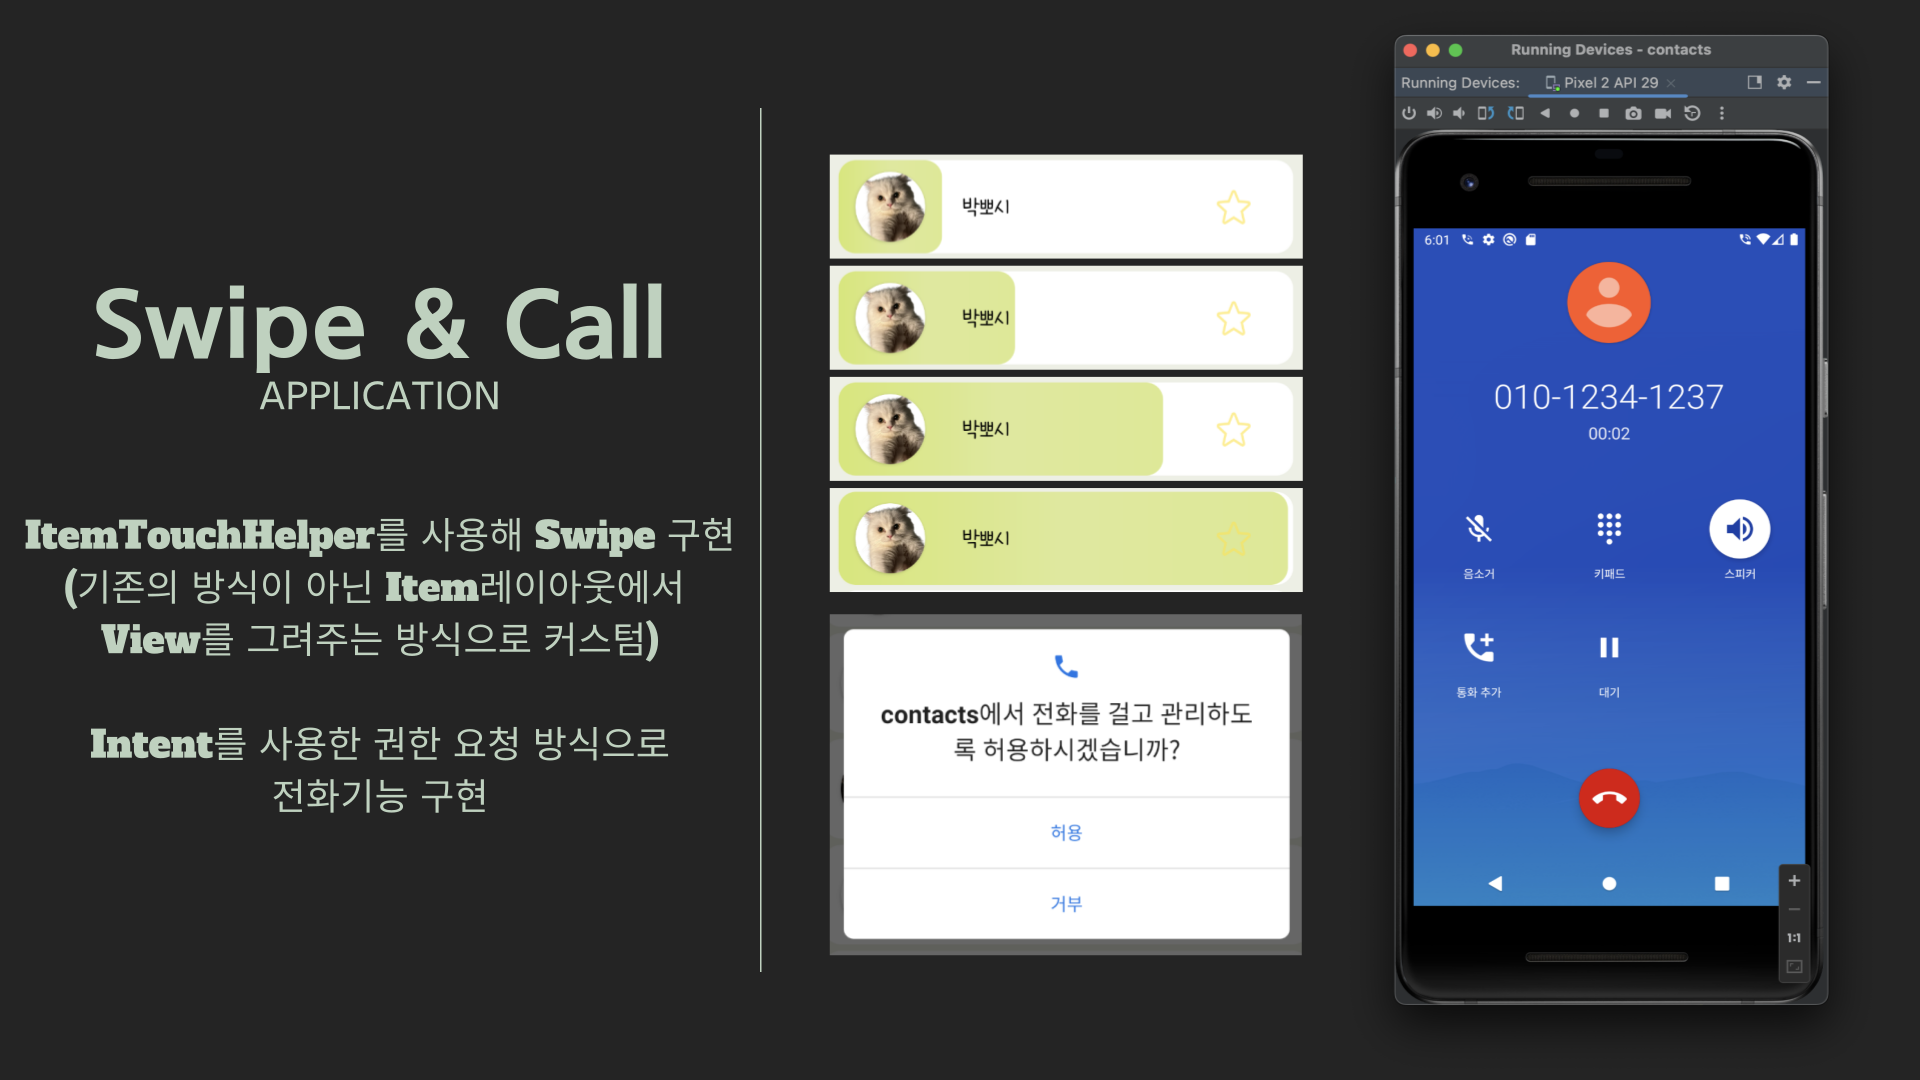 Swipe & Call
APPLICATION
ItemTouchHelper를 사용해 Swipe 구현
(기존의 방식이 아닌 Item레이아웃에서
View를 그려주는 방식으로 커스텀)
Intent를 사용한 권한 요청 방식으로
전화기능 구현
박뽀시
박뽀시
박뽀시
박뽀시
contacts에서 전화를 걸고 관리하도
록 허용하시겠습니까?
허용
거부
Running Devices - contacts
Running Devices:
Pixel 2 API 29
6:01
010-1234-1237
00:02
음소거
키패드
스피커
통화 추가
대기
1:1